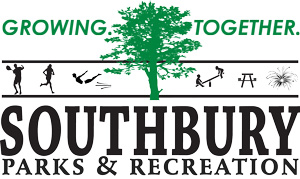 GROWING. TOGETHER.
SOUTHBURY
PARKS & RECREATION